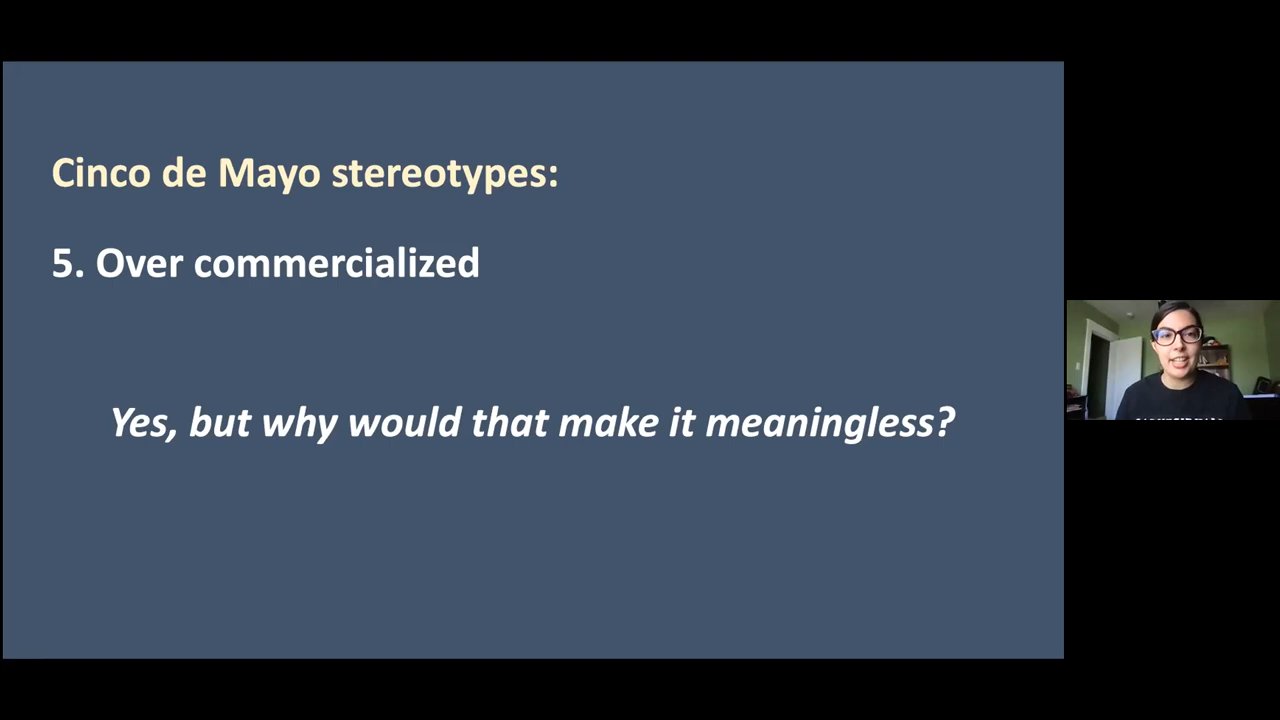 Cinco de Mayo stereotypes:
5. Over commercialized
Yes, but why would that make it meaningless?